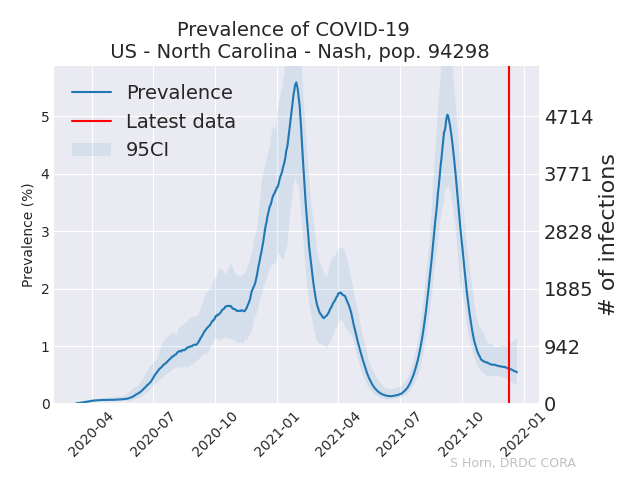 Prevalence of COVID-19
US - North Carolina - Nash, pop. 94298
Prevalence
Latest data
95CI
Prevalence (%)
5
4
3
2
1
0
4714
3771
2828
1885
942
0
# of infections
2020-04
2020-07
2020-10
2021-01
2021-04
2021-07
2021-10
2022-01
S Horn, DRDC CORA